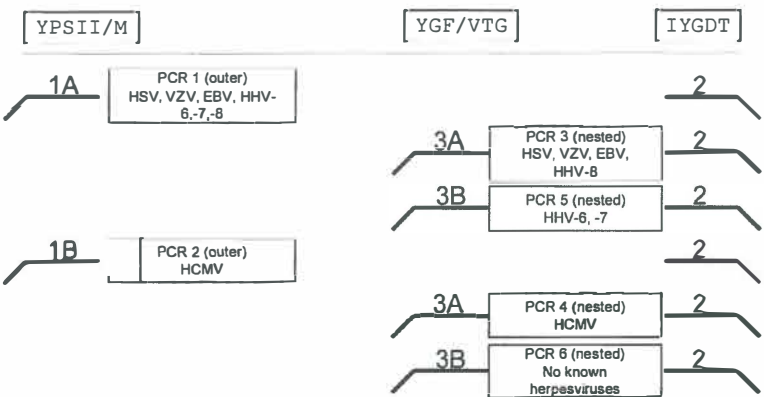 YPSII/M YGF/VTG IYGDT
1A PCR 1 (outer) 2
HSV, VZV, EBV, HHV-
6,-7,-8
3A PCR 3 (nested) 2
HSV, VZV, EBV,
HHV-8
3B PCR 5 (nested) 2
HHV-6, -7
1B PCR 2 (outer) 2
HCMV
3A PCR 4 (nested) 2
HCMV
3B PCR 6 (nested) 2
No known
herpesviruses